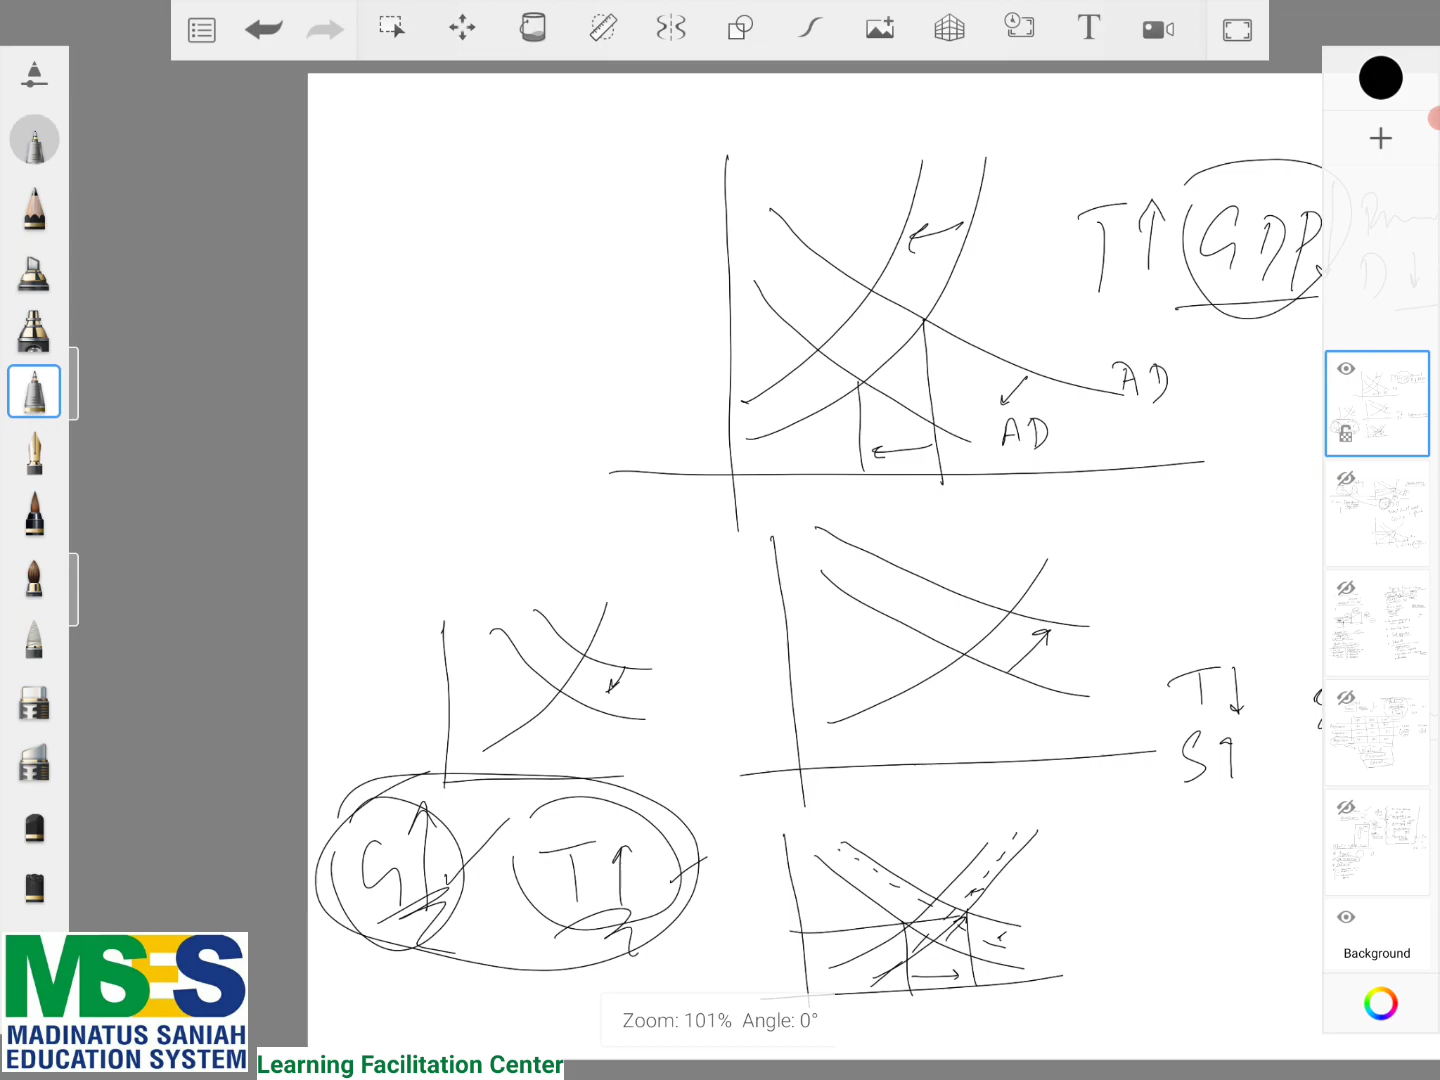 T↑ GDP
AD
AD
T↓
S↑
G↑ T↑
Background
Zoom: 101% Angle: 0°
MSES
MADINATUS SANIAH
EDUCATION SYSTEM
Learning Facilitation Center